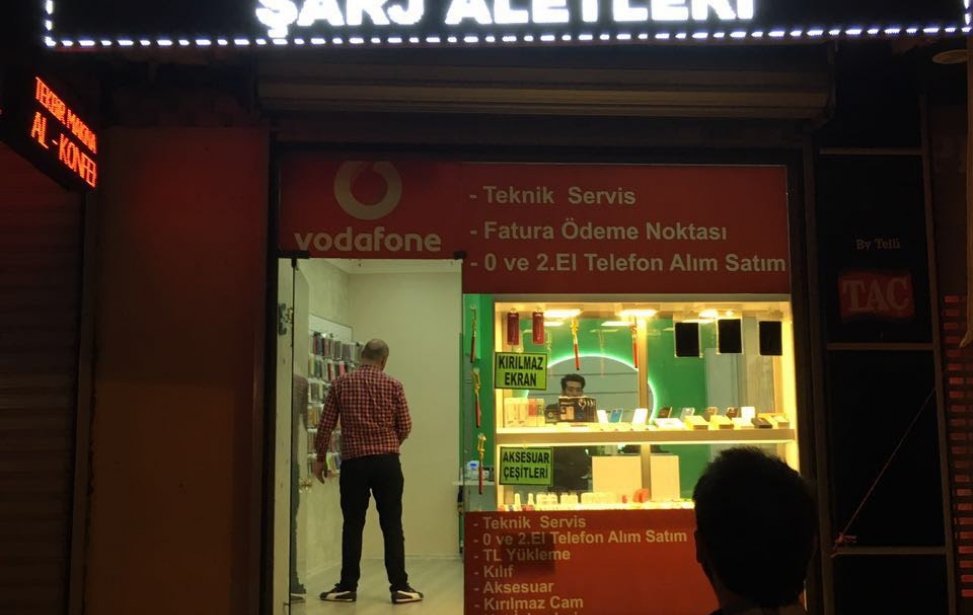 ŞARJ ALETLERİ
AL - KONFEK
vodafone
- Teknik Servis
- Fatura Ödeme Noktası
- 0 ve 2.El Telefon Alım Satım
By Telli
TAC
KIRILMAZ
EKRAN
AKSESUAR
ÇEŞİTLERİ
- Teknik Servis
- 0 ve 2.El Telefon Alım Satım
- TL Yükleme
- Kılıf
- Aksesuar
- Kırılmaz Cam